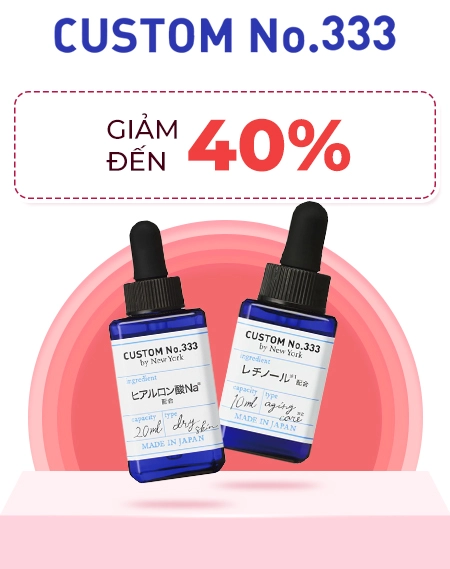 CUSTOM No.333
GIẢM
ĐẾN
40%
CUSTOM No.333
by New York
ingredient
ヒアルロン酸Na※
配合
capacity
type
20ml
dry skin
MADE IN JAPAN
CUSTOM No.333
by New York
ingredient
レチノール※1 配合
capacity
type
10ml
aging care ※2
MADE IN JAPAN